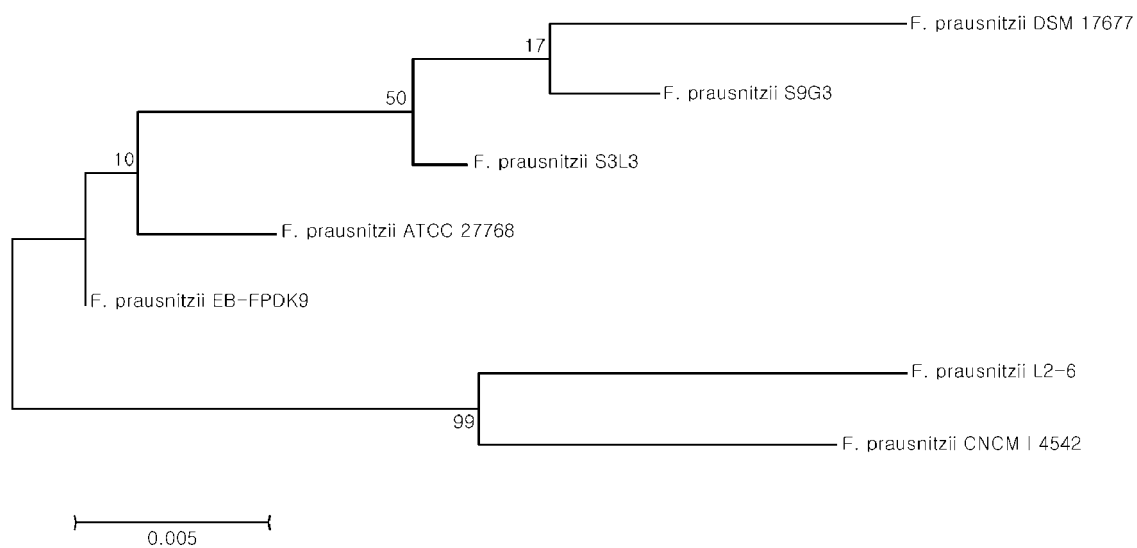 F. prausnitzii DSM 17677
17
F. prausnitzii S9G3
50
F. prausnitzii S3L3
10
F. prausnitzii ATCC 27768
F. prausnitzii EB-FPDK9
F. prausnitzii L2-6
99
F. prausnitzii CNCM I 4542
0.005